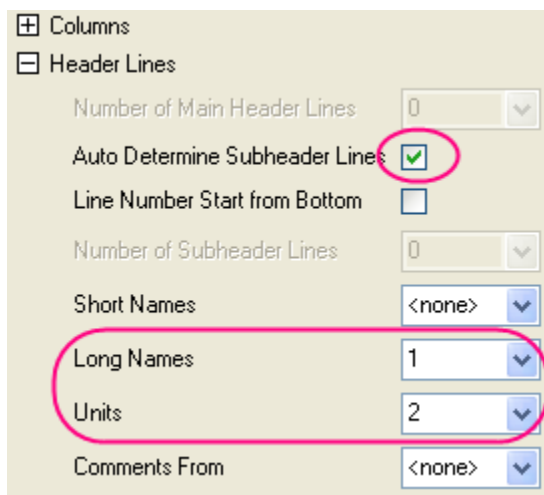 Columns
Header Lines
Number of Main Header Lines 0
Auto Determine Subheader Lines
Line Number Start from Bottom
Number of Subheader Lines 0
Short Names <none>
Long Names 1
Units 2
Comments From <none>